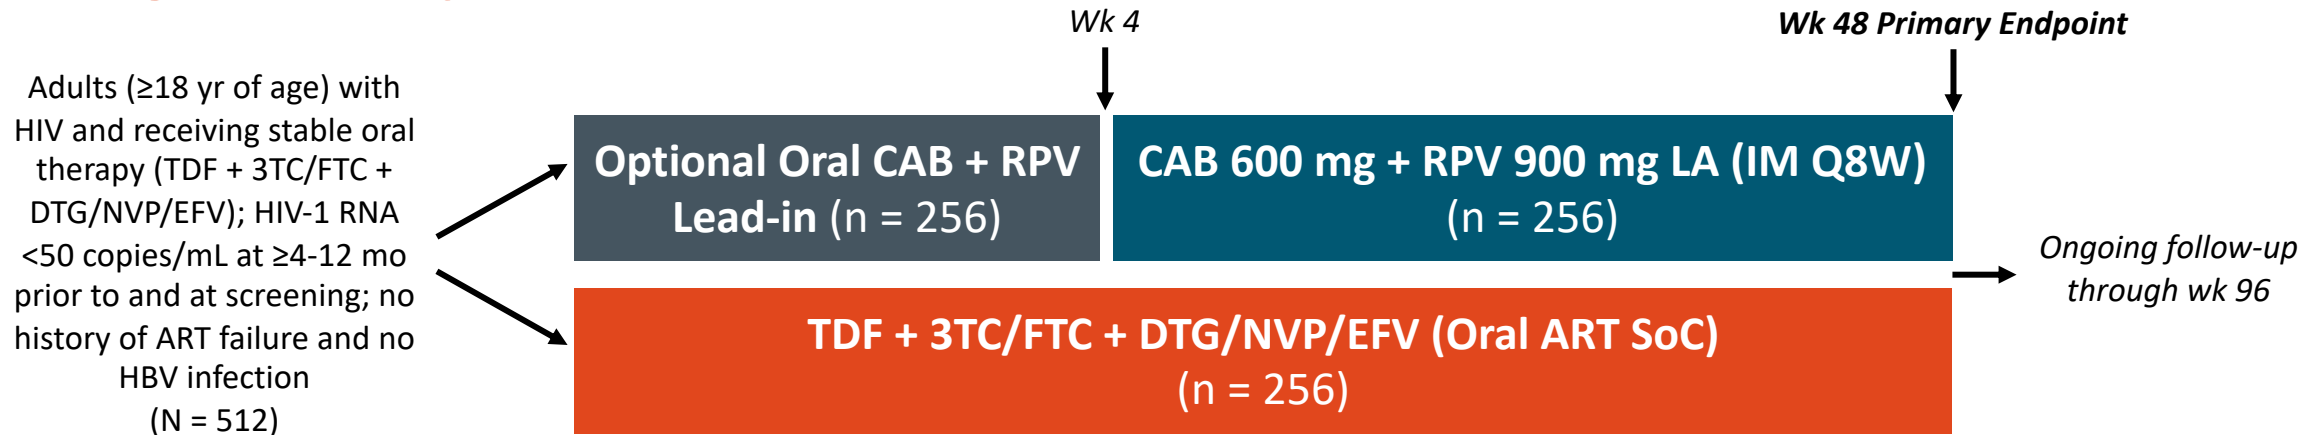 Wk 4
Wk 48 Primary Endpoint
Adults (≥18 yr of age) with
HIV and receiving stable oral
therapy (TDF + 3TC/FTC +
DTG/NVP/EFV); HIV-1 RNA
<50 copies/mL at ≥4-12 mo
prior to and at screening; no
history of ART failure and no
HBV infection
(N = 512)
Optional Oral CAB + RPV
Lead-in (n = 256)
CAB 600 mg + RPV 900 mg LA (IM Q8W)
(n = 256)
TDF + 3TC/FTC + DTG/NVP/EFV (Oral ART SoC)
(n = 256)
Ongoing follow-up
through wk 96